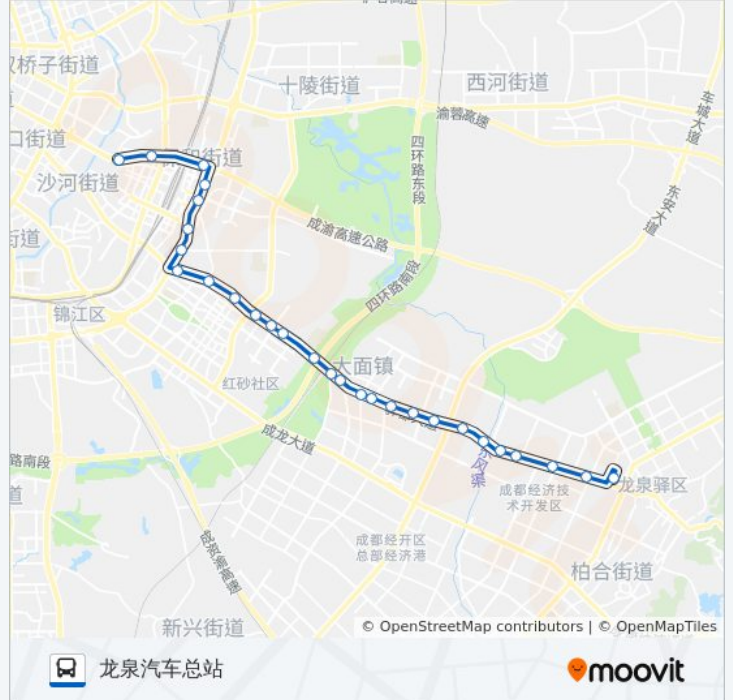 双桥子街道
十陵街道
西河街道
渝蓉高速
车城大道
口街道
四环路东段
沙河街道
东安大道
街道
成渝高速公路
四环路南段
锦江区
大面镇
红砂社区
成龙大道
路南段
东风渠
成都经济技
术开发区
龙泉驿区
道
成资渝高速
成都经开区
总部经济港
柏合街道
新兴街道
© OpenStreetMap contributors | © OpenMapTiles
龙泉汽车总站
moovit